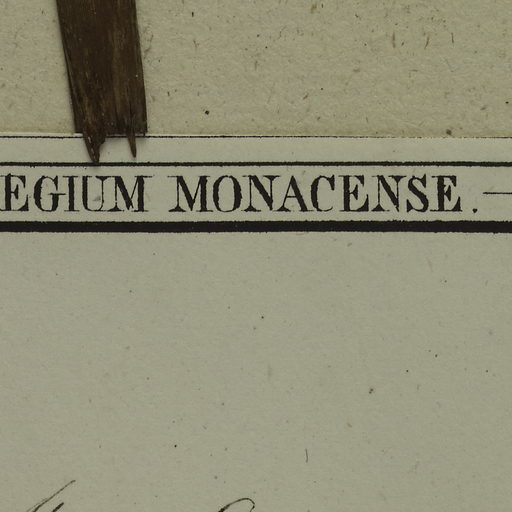 EGIUM MONACENSE. —